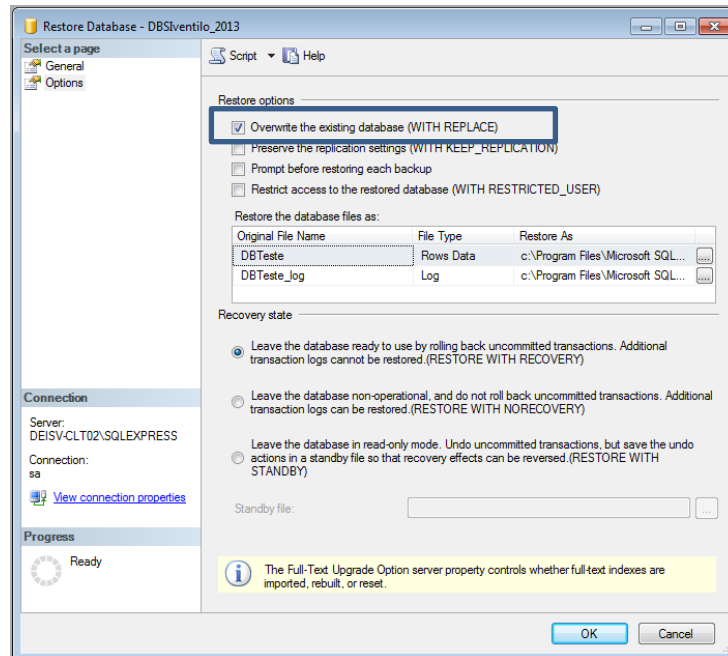 Restore Database - DBSIventilo_2013
Select a page
General
Options
Script
Help
Restore options
Overwrite the existing database (WITH REPLACE)
Preserve the replication settings (WITH KEEP_REPLICATION)
Prompt before restoring each backup
Restrict access to the restored database (WITH RESTRICTED_USER)
Restore the database files as:
Original File Name File Type Restore As
DBTeste Rows Data c:\Program Files\Microsoft SQL... ...
DBTeste_log Log c:\Program Files\Microsoft SQL... ...
Recovery state
Leave the database ready to use by rolling back uncommitted transactions. Additional
transaction logs cannot be restored.(RESTORE WITH RECOVERY)
Leave the database non-operational, and do not roll back uncommitted transactions. Additional
transaction logs can be restored.(RESTORE WITH NORECOVERY)
Leave the database in read-only mode. Undo uncommitted transactions, but save the undo
actions in a standby file so that recovery effects can be reversed.(RESTORE WITH
STANDBY)
Standby file:
...
Connection
Server:
DEISV-CLT02\SQLEXPRESS
Connection:
sa
View connection properties
Progress
Ready
The Full-Text Upgrade Option server property controls whether full-text indexes are
imported, rebuilt, or reset.
OK
Cancel